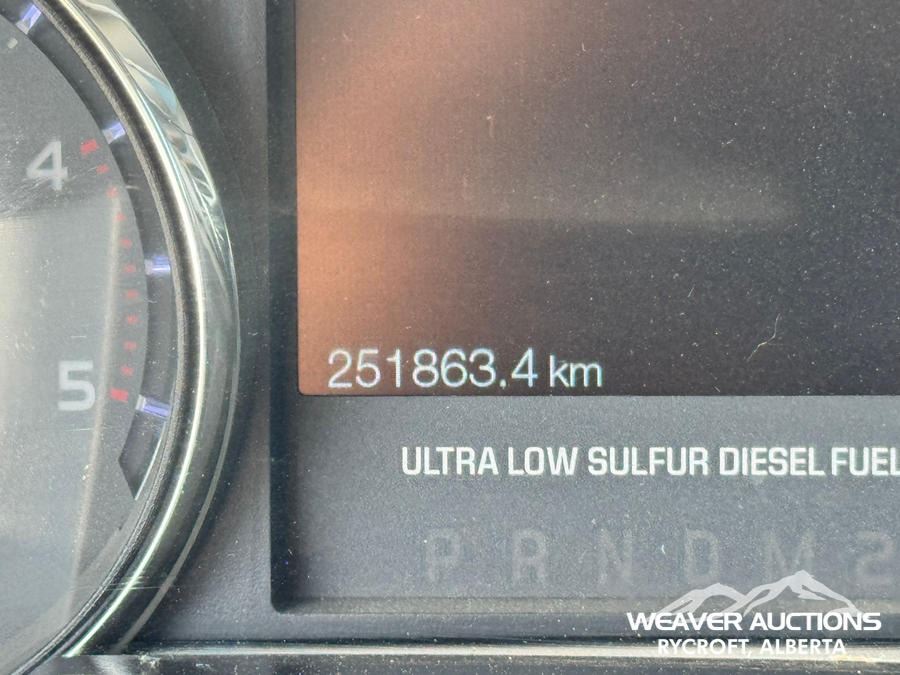 4
5
251863.4 km
ULTRA LOW SULFUR DIESEL FUEL
P R N D M 2
WEAVER AUCTIONS
RYCROFT, ALBERTA